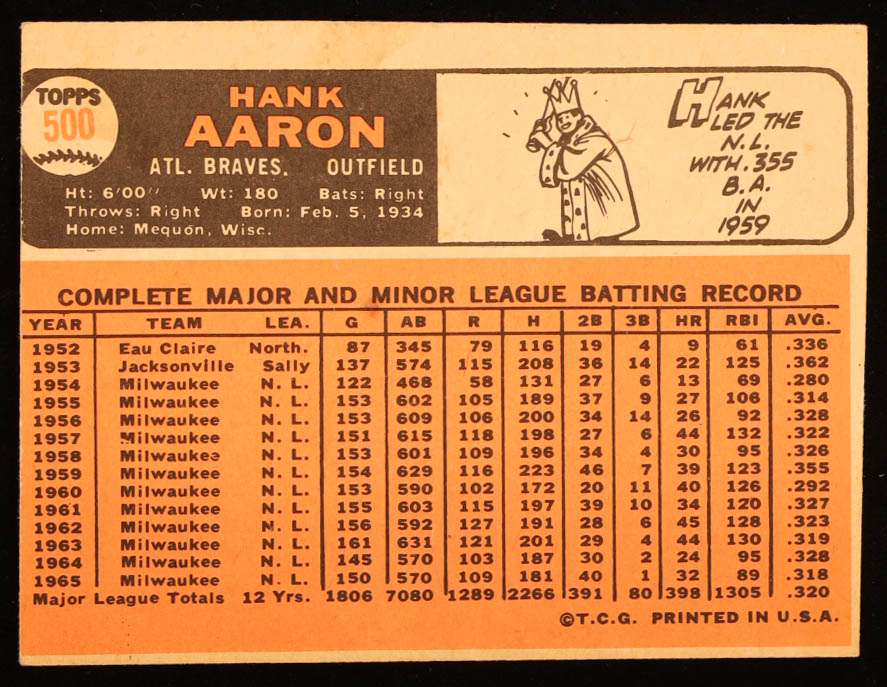 TOPPS
500
HANK
AARON
ATL. BRAVES. OUTFIELD
Ht: 6'00" Wt: 180 Bats: Right
Throws: Right Born: Feb. 5, 1934
Home: Mequon, Wisc.
HANK
LED THE
N.L.
WITH .355
B.A.
IN
1959
COMPLETE MAJOR AND MINOR LEAGUE BATTING RECORD
YEAR TEAM LEA. G AB R H 2B 3B HR RBI AVG.
1952 Eau Claire North. 87 345 79 116 19 4 9 61 .336
1953 Jacksonville Sally 137 574 115 208 36 14 22 125 .362
1954 Milwaukee N. L. 122 468 58 131 27 6 13 69 .280
1955 Milwaukee N. L. 153 602 105 189 37 9 27 106 .314
1956 Milwaukee N. L. 153 609 106 200 34 14 26 92 .328
1957 Milwaukee N. L. 151 615 118 198 27 6 44 132 .322
1958 Milwaukee N. L. 153 601 109 196 34 4 30 95 .326
1959 Milwaukee N. L. 154 629 116 223 46 7 39 123 .355
1960 Milwaukee N. L. 153 590 102 172 20 11 40 126 .292
1961 Milwaukee N. L. 155 603 115 197 39 10 34 120 .327
1962 Milwaukee N. L. 156 592 127 191 28 6 45 128 .323
1963 Milwaukee N. L. 161 631 121 201 29 4 44 130 .319
1964 Milwaukee N. L. 145 570 103 187 30 2 24 95 .328
1965 Milwaukee N. L. 150 570 109 181 40 1 32 89 .318
Major League Totals 12 Yrs. 1806 7080 1289 2266 391 80 398 1305 .320
©T.C.G. PRINTED IN U.S.A.